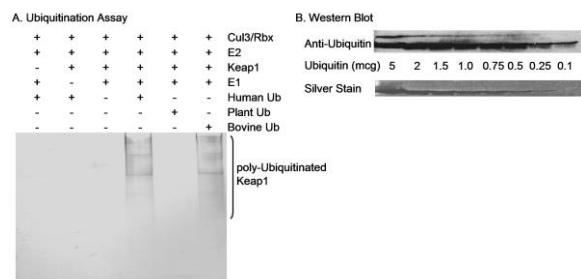 A. Ubiquitination Assay
+ + + + + + Cul3/Rbx
+ + + + + + E2
- + + + + + Keap1
+ - + + + + E1
+ + - + - - Human Ub
- - - - + - Plant Ub
- - - - - + Bovine Ub
poly-Ubiquitinated
Keap1
B. Western Blot
Anti-Ubiquitin
Ubiquitin (mcg) 5 2 1.5 1.0 0.75 0.5 0.25 0.1
Silver Stain